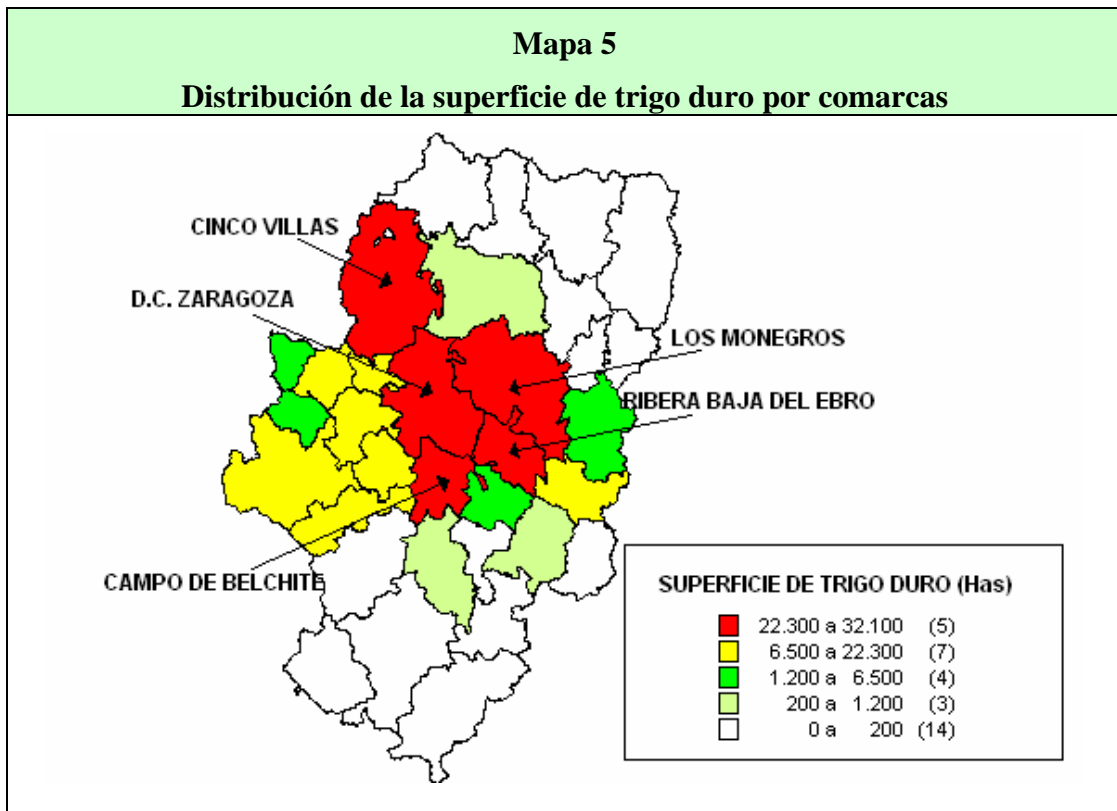 Mapa 5
Distribución de la superficie de trigo duro por comarcas
CINCO VILLAS
D.C. ZARAGOZA
LOS MONEGROS
RIBERA BAJA DEL EBRO
CAMPO DE BELCHITE
SUPERFICIE DE TRIGO DURO (Has)
22.300 a 32.100 (5)
6.500 a 22.300 (7)
1.200 a 6.500 (4)
200 a 1.200 (3)
0 a 200 (14)